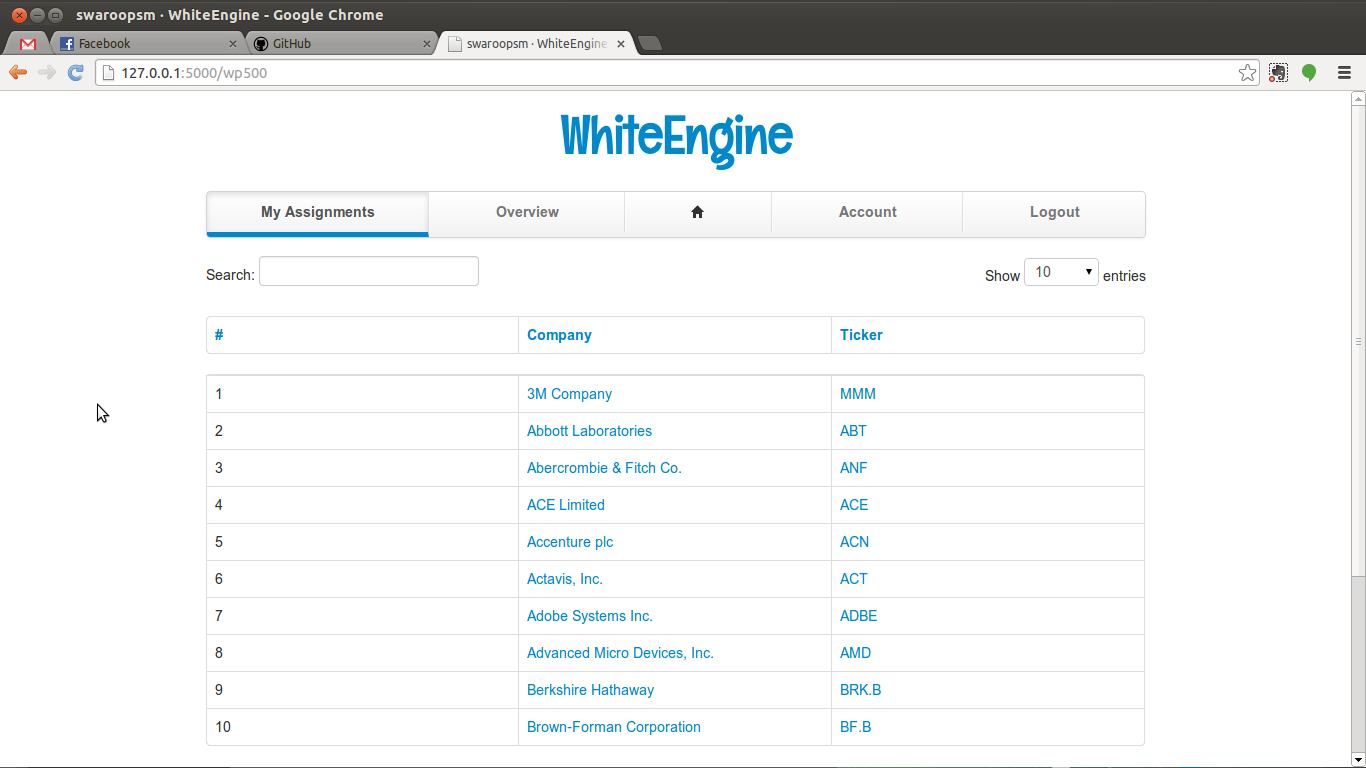 swaroopsm · WhiteEngine - Google Chrome
Facebook GitHub swaroopsm · WhiteEngine
127.0.0.1:5000/wp500
WhiteEngine
My Assignments Overview Account Logout
Search: Show 10 entries
# Company Ticker
1 3M Company MMM
2 Abbott Laboratories ABT
3 Abercrombie & Fitch Co. ANF
4 ACE Limited ACE
5 Accenture plc ACN
6 Actavis, Inc. ACT
7 Adobe Systems Inc. ADBE
8 Advanced Micro Devices, Inc. AMD
9 Berkshire Hathaway BRK.B
10 Brown-Forman Corporation BF.B